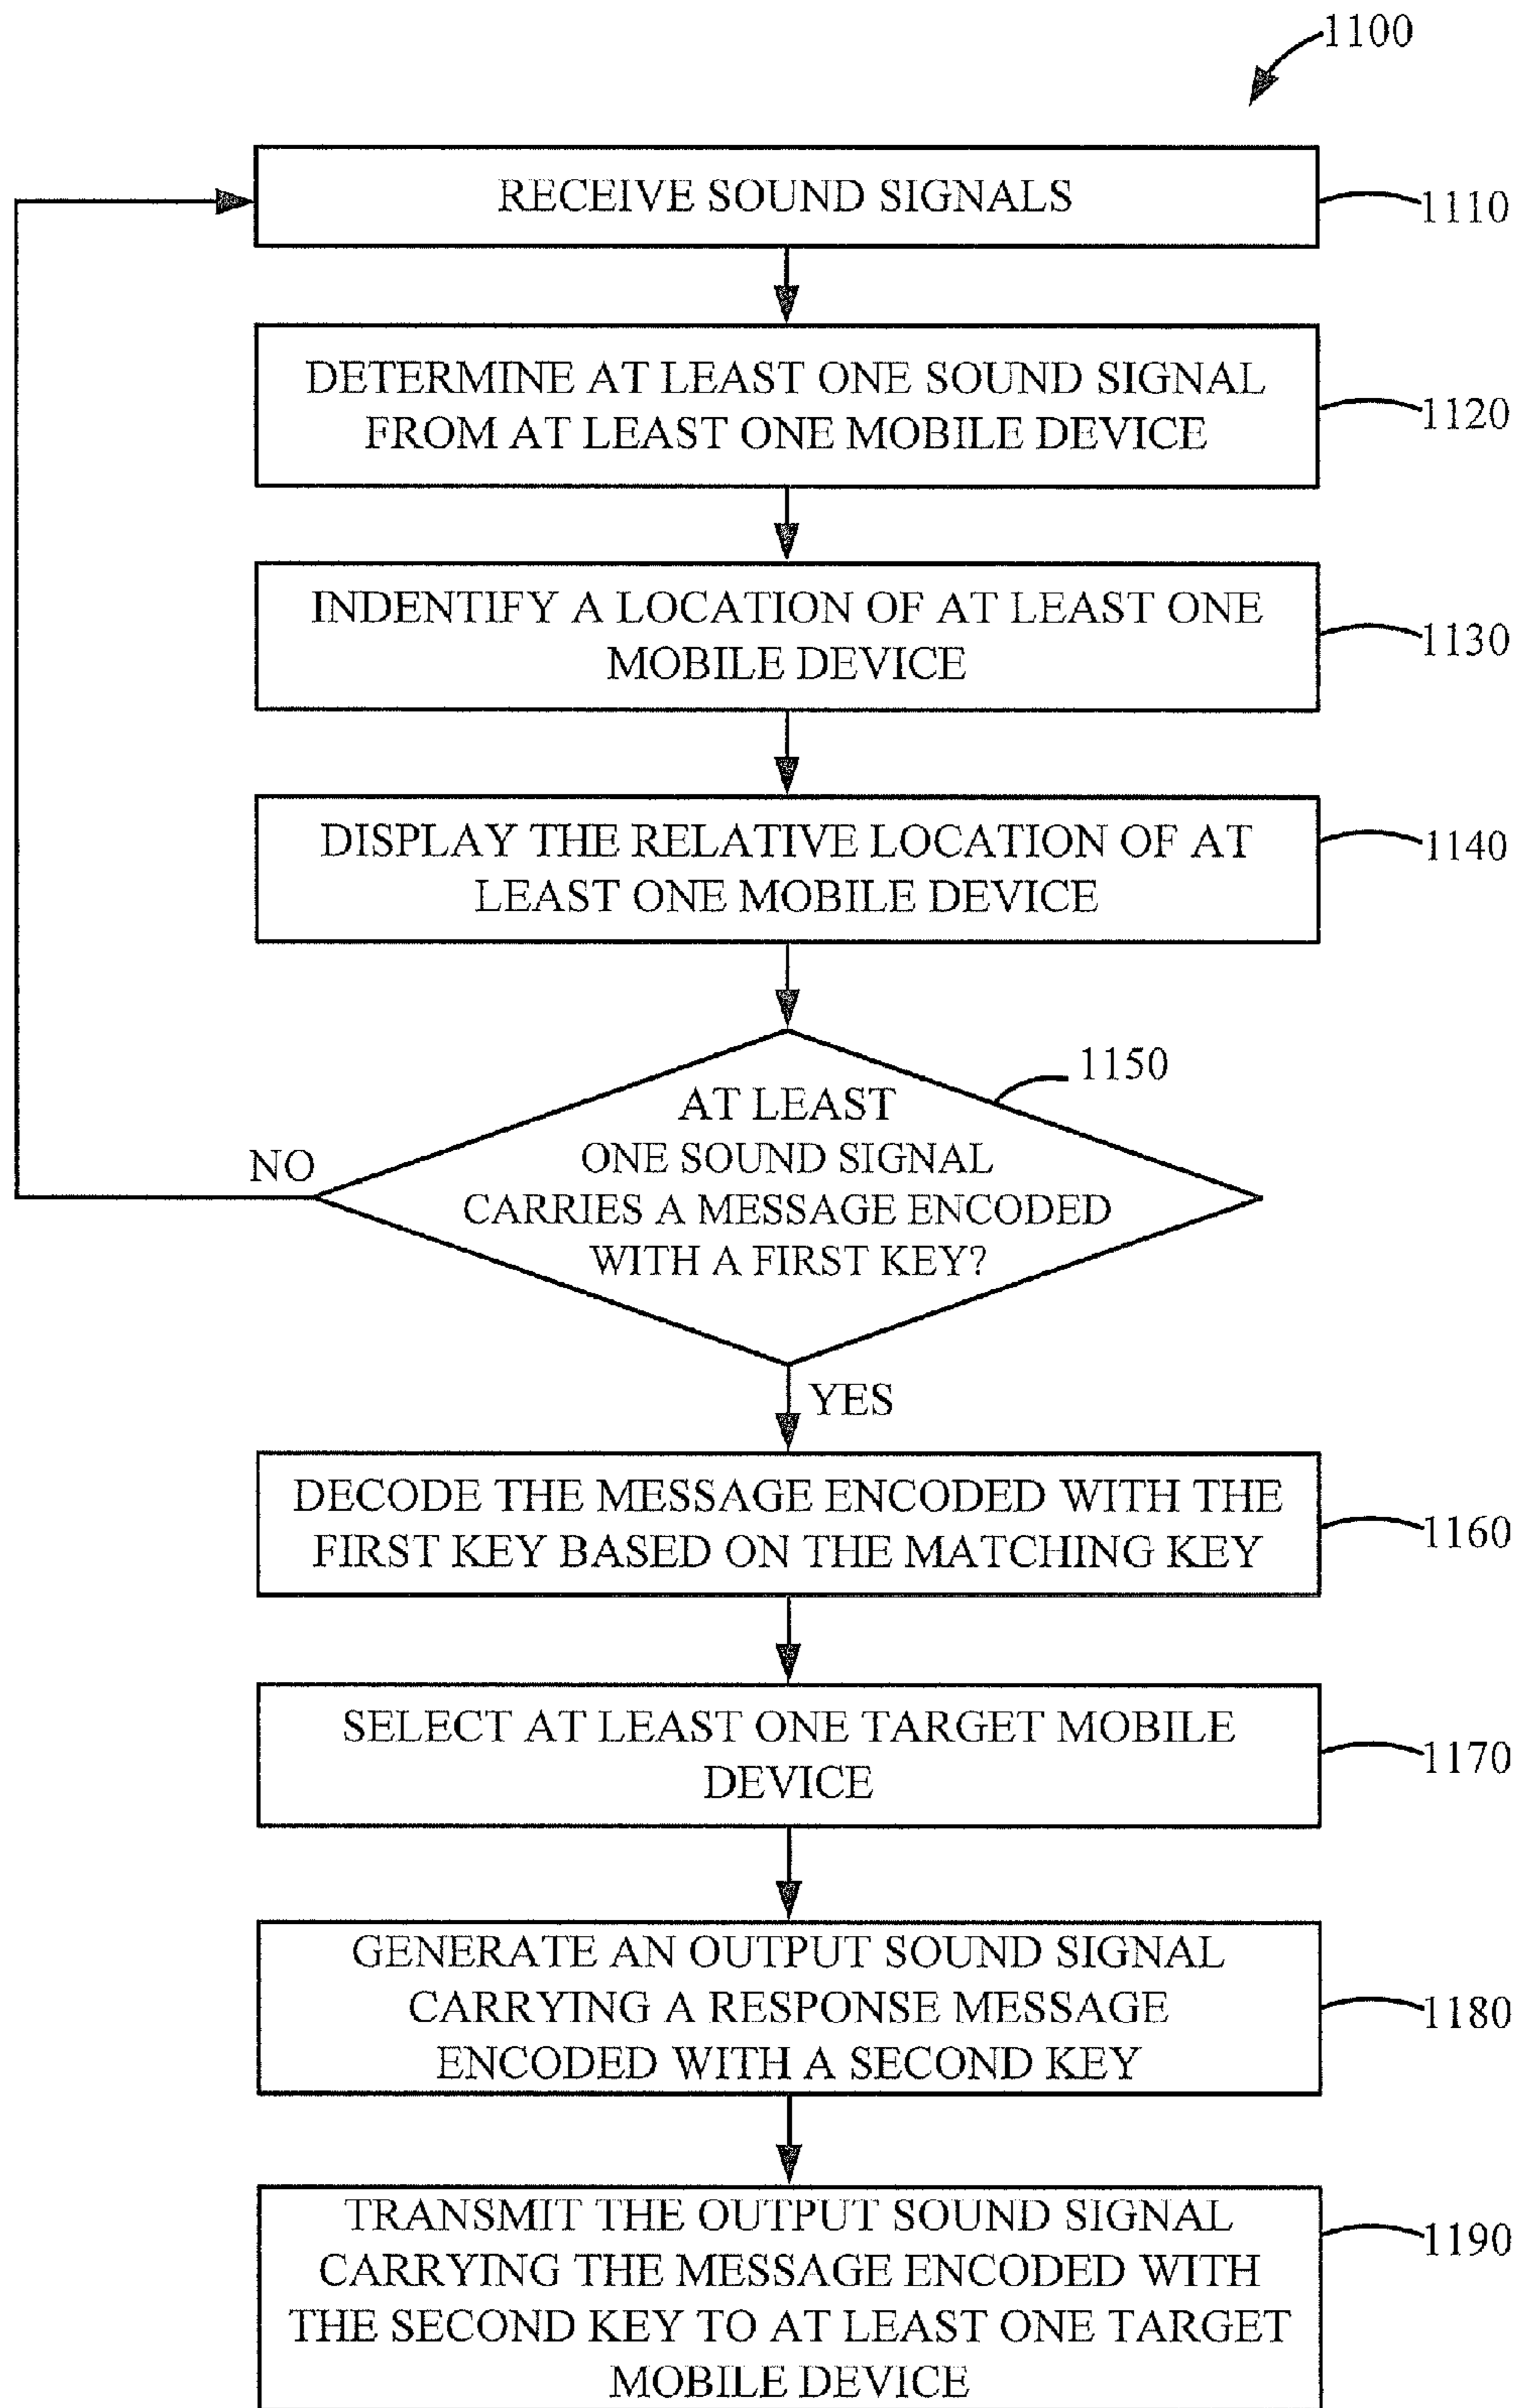 1100
RECEIVE SOUND SIGNALS
1110
DETERMINE AT LEAST ONE SOUND SIGNAL
FROM AT LEAST ONE MOBILE DEVICE
1120
INDENTIFY A LOCATION OF AT LEAST ONE
MOBILE DEVICE
1130
DISPLAY THE RELATIVE LOCATION OF AT
LEAST ONE MOBILE DEVICE
1140
1150
AT LEAST
ONE SOUND SIGNAL
CARRIES A MESSAGE ENCODED
WITH A FIRST KEY?
NO
YES
DECODE THE MESSAGE ENCODED WITH THE
FIRST KEY BASED ON THE MATCHING KEY
1160
SELECT AT LEAST ONE TARGET MOBILE
DEVICE
1170
GENERATE AN OUTPUT SOUND SIGNAL
CARRYING A RESPONSE MESSAGE
ENCODED WITH A SECOND KEY
1180
TRANSMIT THE OUTPUT SOUND SIGNAL
CARRYING THE MESSAGE ENCODED WITH
THE SECOND KEY TO AT LEAST ONE TARGET
MOBILE DEVICE
1190